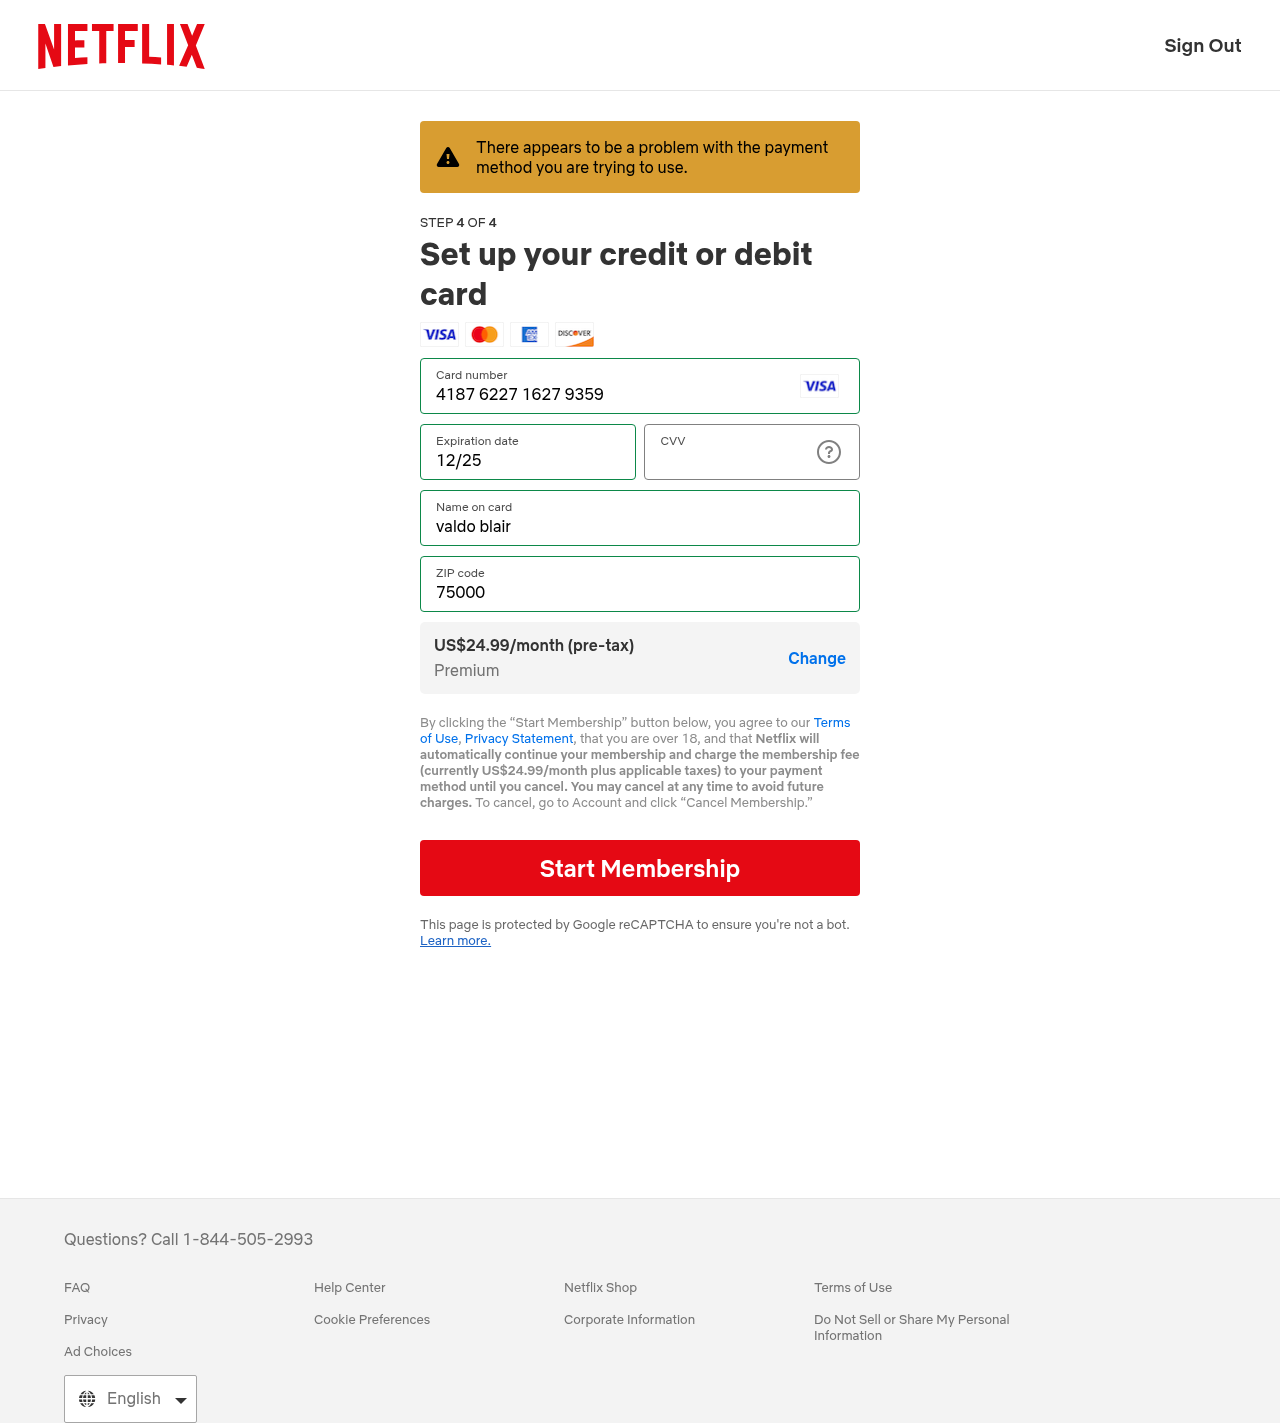 NETFLIX
Sign Out
There appears to be a problem with the payment
method you are trying to use.
STEP 4 OF 4
Set up your credit or debit
card
VISA
DISCOVER
Card number
4187 6227 1627 9359
VISA
Expiration date
12/25
CVV
?
Name on card
valdo blair
ZIP code
75000
US$24.99/month (pre-tax)
Premium
Change
By clicking the “Start Membership” button below, you agree to our Terms
of Use, Privacy Statement, that you are over 18, and that Netflix will
automatically continue your membership and charge the membership fee
(currently US$24.99/month plus applicable taxes) to your payment
method until you cancel. You may cancel at any time to avoid future
charges. To cancel, go to Account and click “Cancel Membership.”
Start Membership
This page is protected by Google reCAPTCHA to ensure you're not a bot.
Learn more.
Questions? Call 1-844-505-2993
FAQ
Help Center
Netflix Shop
Terms of Use
Privacy
Cookie Preferences
Corporate Information
Do Not Sell or Share My Personal
Information
Ad Choices
English